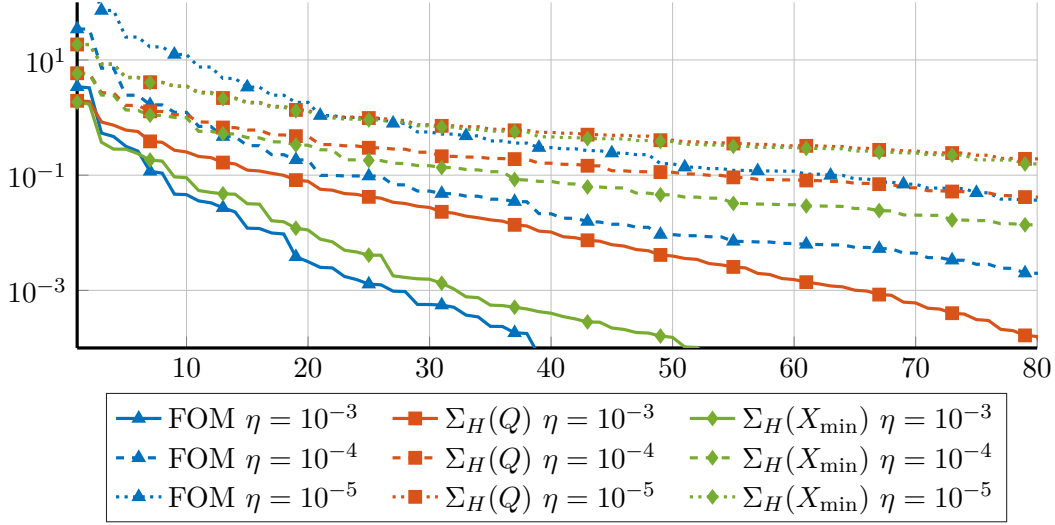 10^1
10^{-1}
10^{-3}
10 20 30 40 50 60 70 80
FOM η = 10^{-3} Σ_H(Q) η = 10^{-3} Σ_H(X_min) η = 10^{-3}
FOM η = 10^{-4} Σ_H(Q) η = 10^{-4} Σ_H(X_min) η = 10^{-4}
FOM η = 10^{-5} Σ_H(Q) η = 10^{-5} Σ_H(X_min) η = 10^{-5}